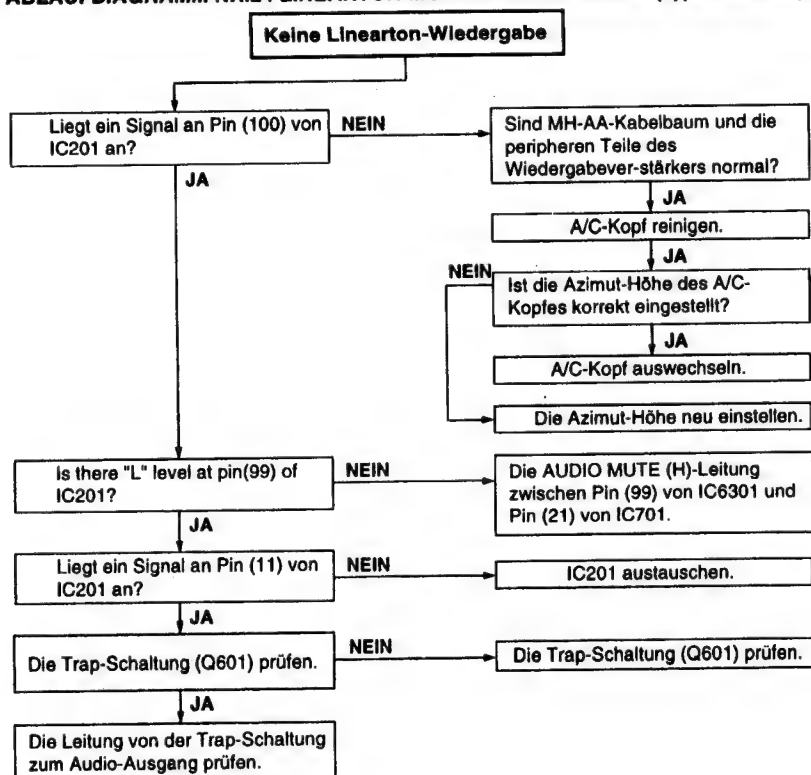 Keine Linearton-Wiedergabe
Liegt ein Signal an Pin (100) von
IC201 an?
NEIN
Sind MH-AA-Kabelbaum und die
peripheren Teile des
Wiedergabever-stärkers normal?
JA
JA
A/C-Kopf reinigen.
JA
NEIN
Ist die Azimut-Höhe des A/C-
Kopfes korrekt eingestellt?
JA
A/C-Kopf auswechseln.
Die Azimut-Höhe neu einstellen.
Is there "L" level at pin(99) of
IC201?
NEIN
Die AUDIO MUTE (H)-Leitung
zwischen Pin (99) von IC6301 und
Pin (21) von IC701.
JA
Liegt ein Signal an Pin (11) von
IC201 an?
NEIN
IC201 austauschen.
JA
Die Trap-Schaltung (Q601) prüfen.
NEIN
Die Trap-Schaltung (Q601) prüfen.
JA
Die Leitung von der Trap-Schaltung
zum Audio-Ausgang prüfen.